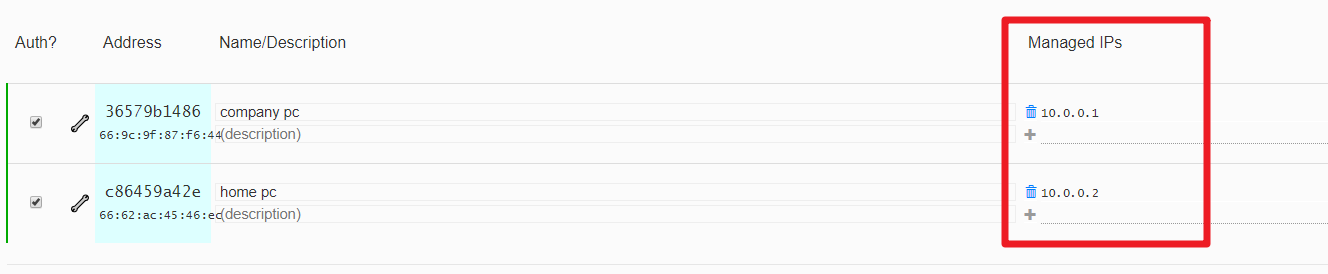 Auth? Address Name/Description Managed IPs
36579b1486 company pc 10.0.0.1
66:9c:9f:87:f6:44 (description)
c86459a42e home pc 10.0.0.2
66:62:ac:45:46:ec (description)